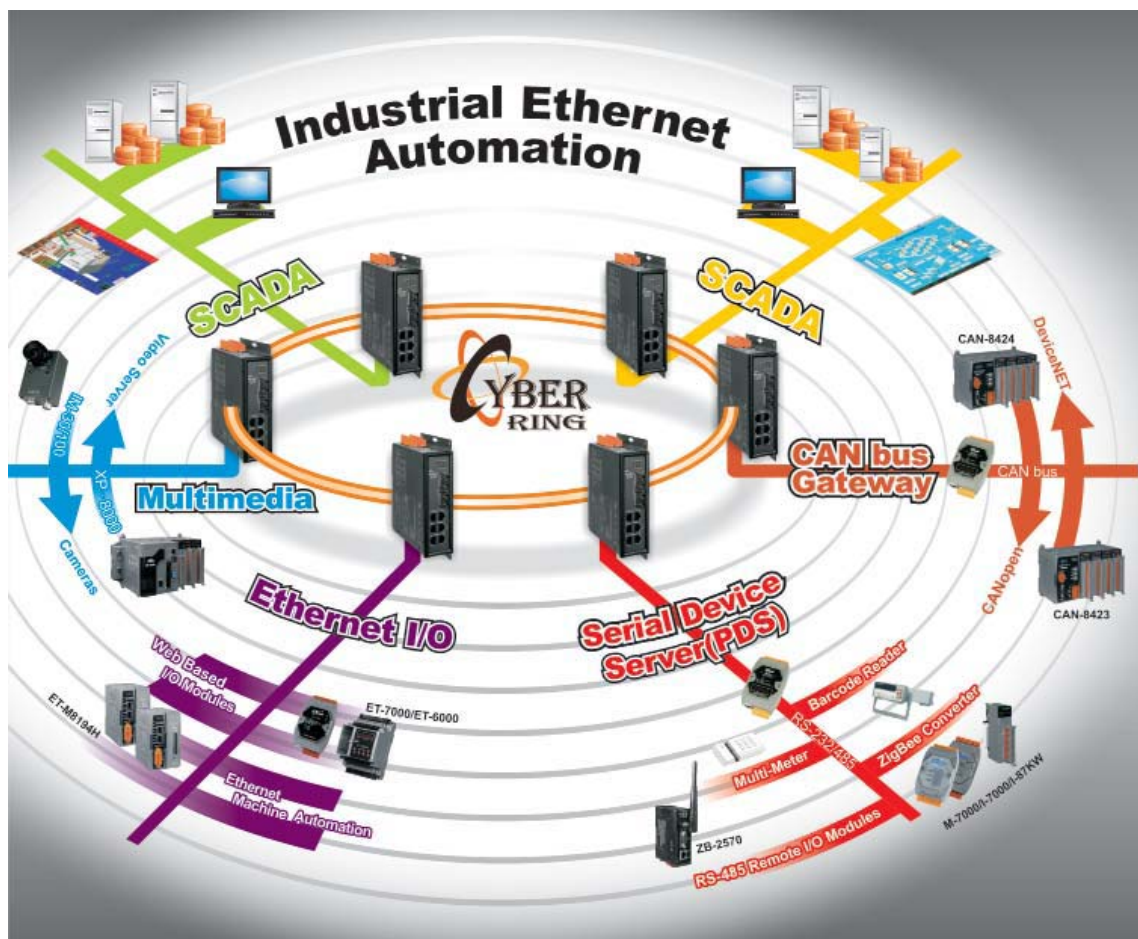 Industrial Ethernet
Automation
SCADA
SCADA
CYBER
RING
Video Server
IM-30/100
XP - 8000
Cameras
Multimedia
CAN-8424
DeviceNET
CAN bus
Gateway
CAN bus
CANopen
CAN-8423
Ethernet I/O
Web Based
I/O Modules
ET-7000/ET-6000
ET-M8194H
Ethernet
Machine Automation
Serial Device
Server(PDS)
Barcode Reader
RS-232/485
ZigBee Converter
Multi-Meter
M-7000/I-7000/I-87KW
ZB-2570
RS-485 Remote I/O Modules